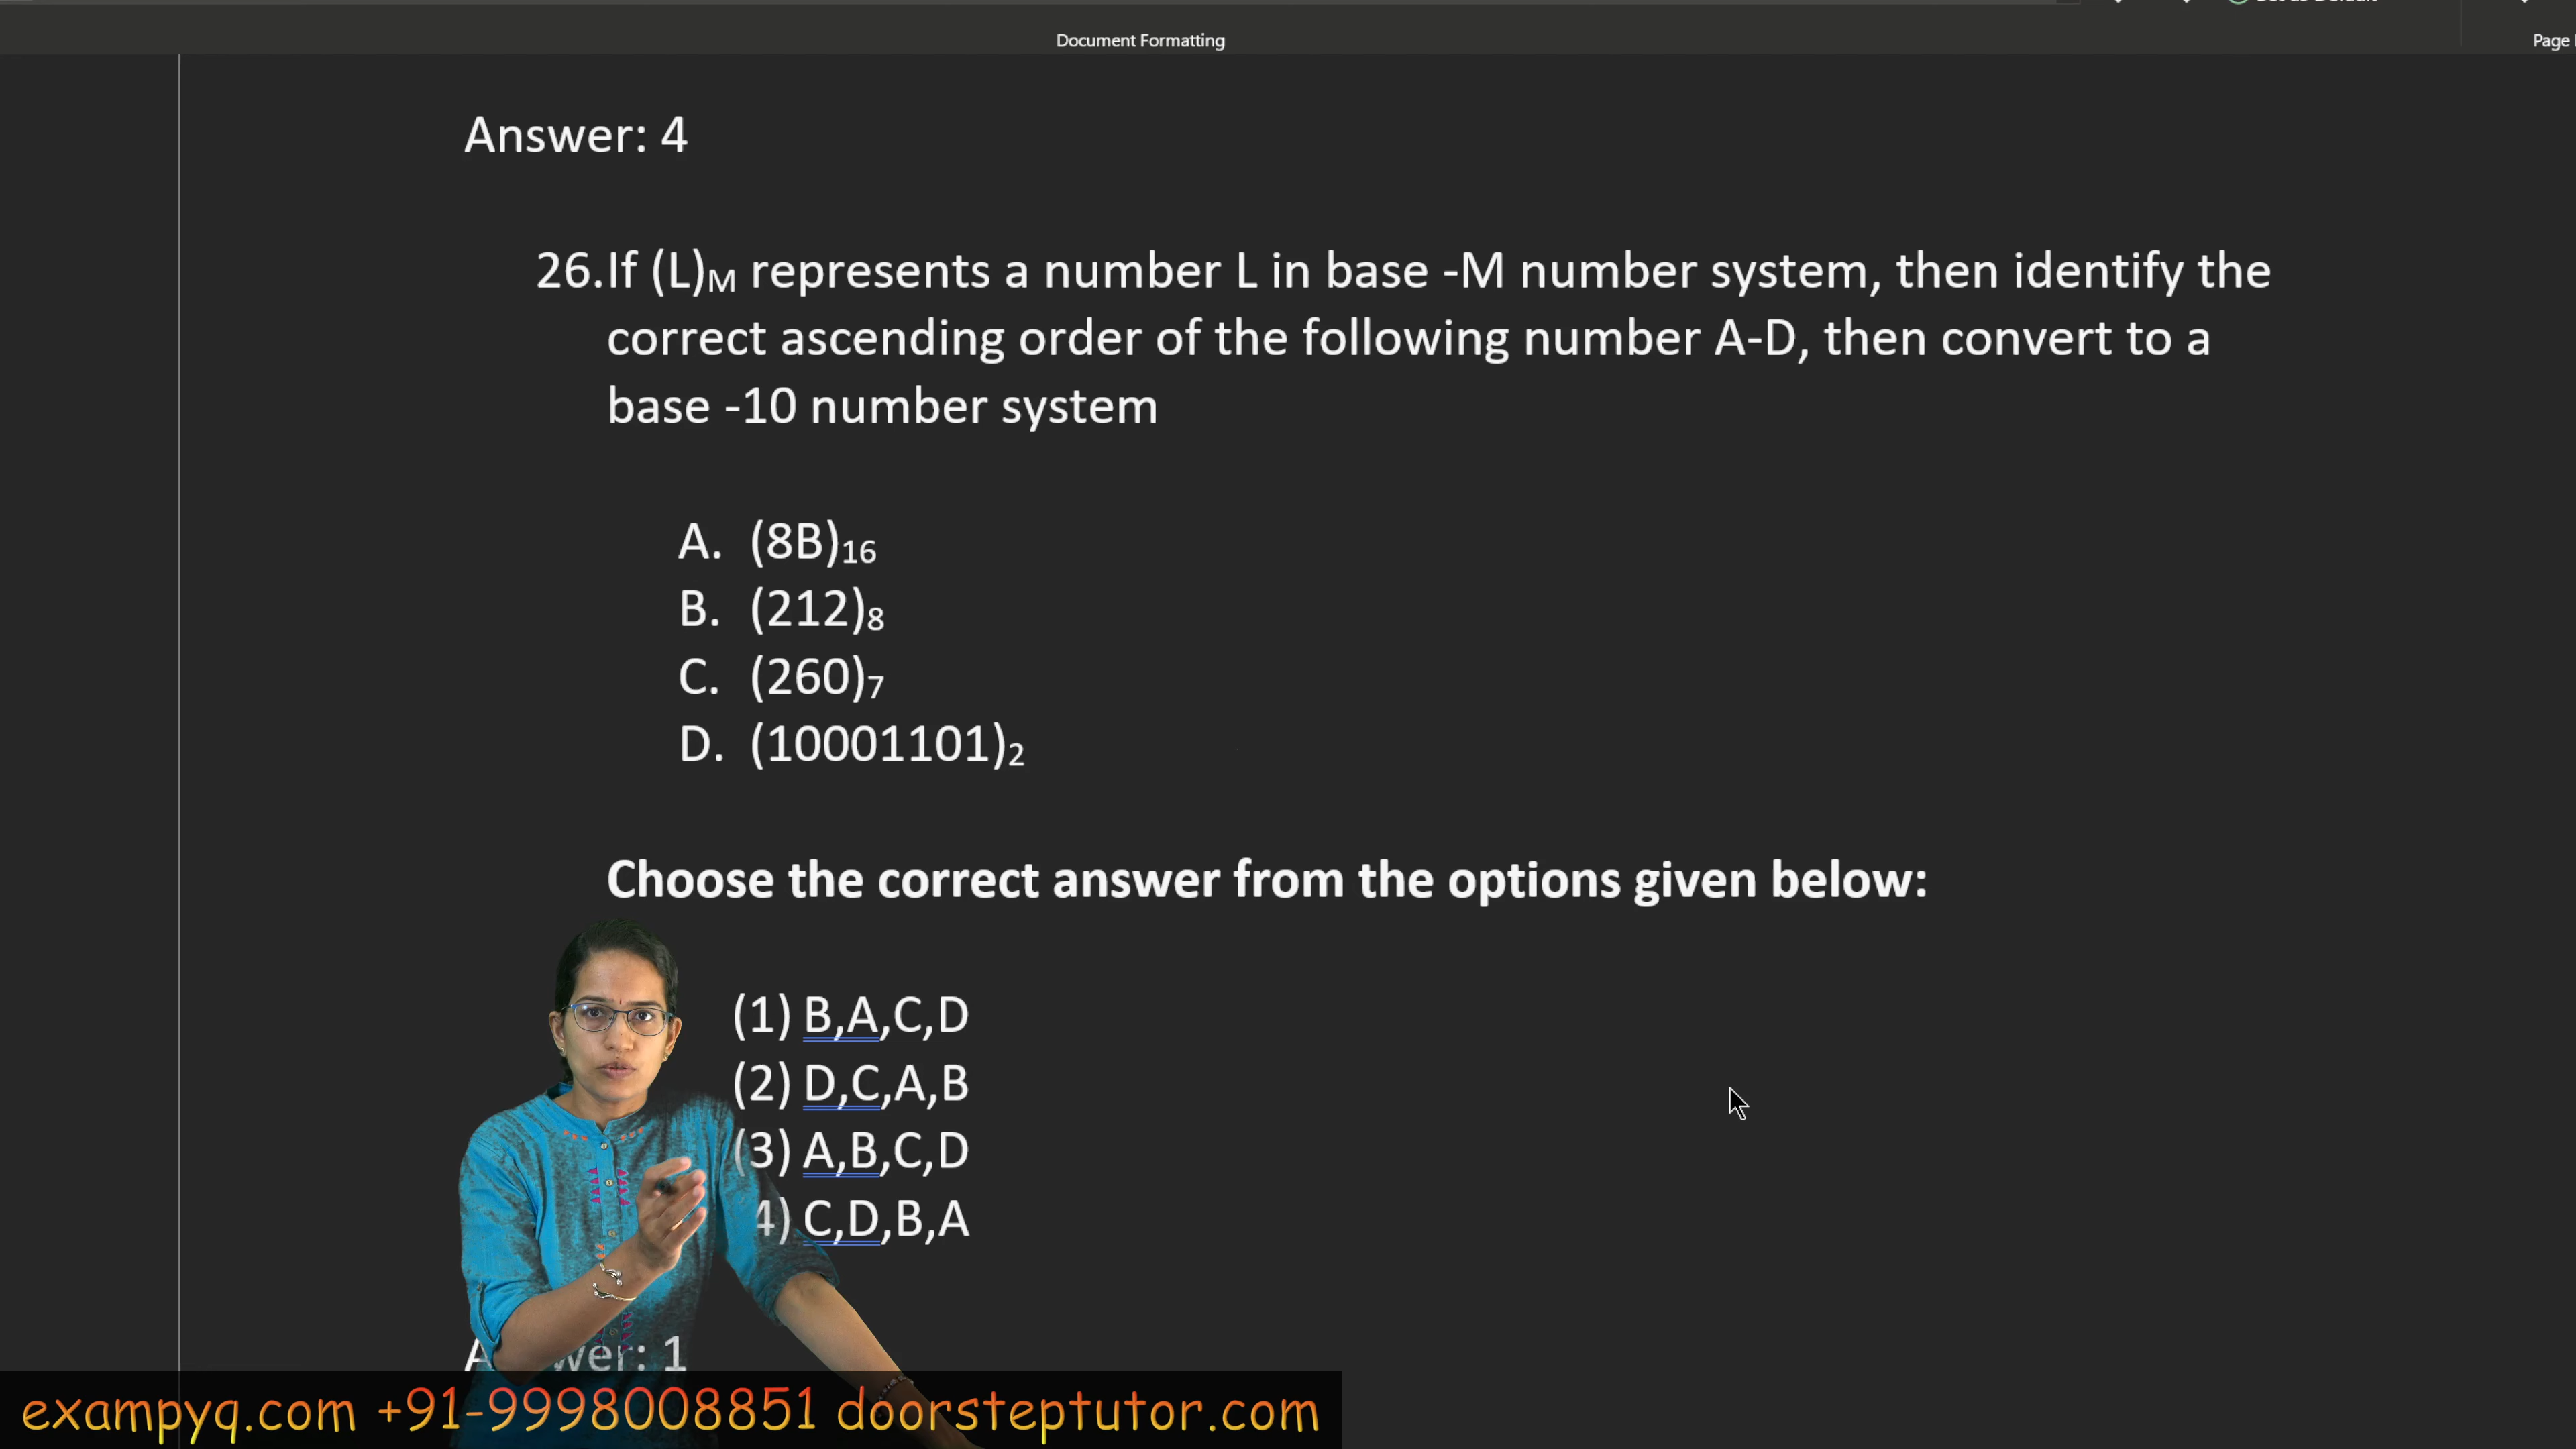 Document Formatting
Page
Answer: 4
26.If (L)M represents a number L in base -M number system, then identify the
correct ascending order of the following number A-D, then convert to a
base -10 number system
A. (8B)16
B. (212)8
C. (260)7
D. (10001101)2
Choose the correct answer from the options given below:
(1) B,A,C,D
(2) D,C,A,B
(3) A,B,C,D
4) C,D,B,A
Answer: 1
exampyq.com +91-9998008851 doorsteptutor.com